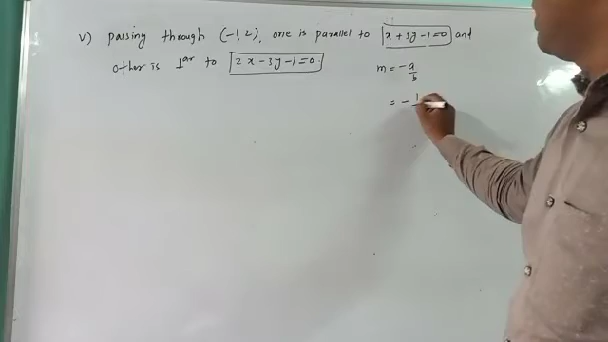 v) passing through (-1, 2), one is parallel to x + 3y - 1 = 0 and
other is ⊥ar to 2x - 3y - 1 = 0.
m = -a/b
= -1